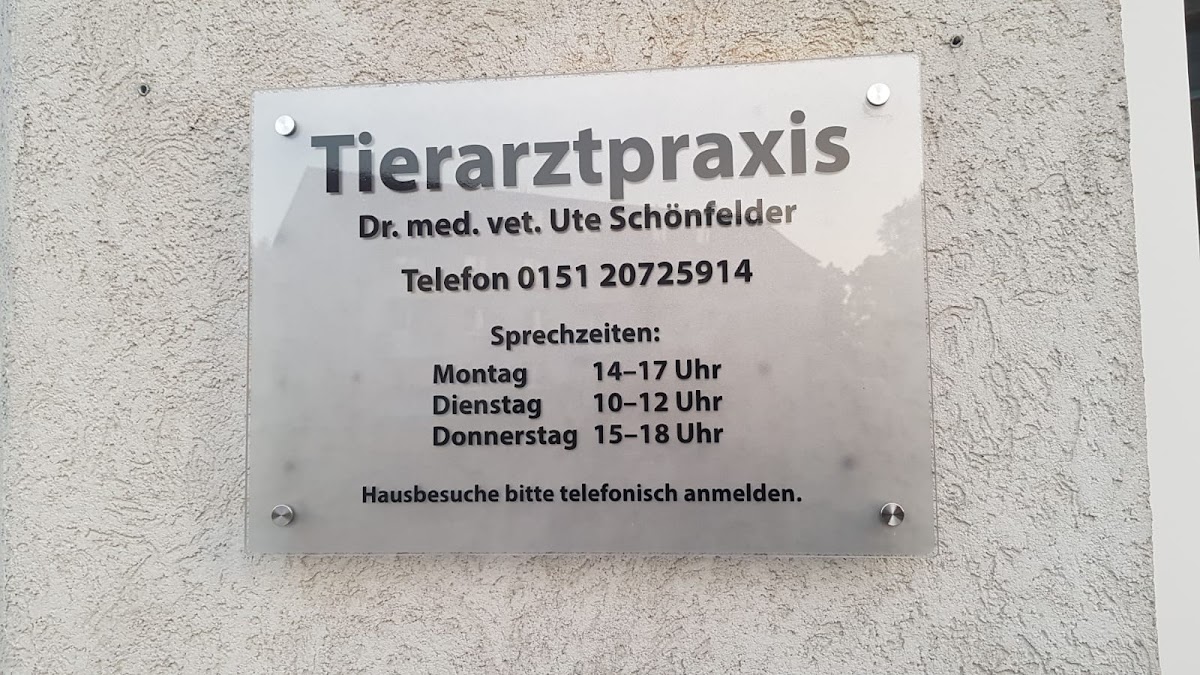 Tierarztpraxis
Dr. med. vet. Ute Schönfelder
Telefon 0151 20725914
Sprechzeiten:
Montag 14–17 Uhr
Dienstag 10–12 Uhr
Donnerstag 15–18 Uhr
Hausbesuche bitte telefonisch anmelden.